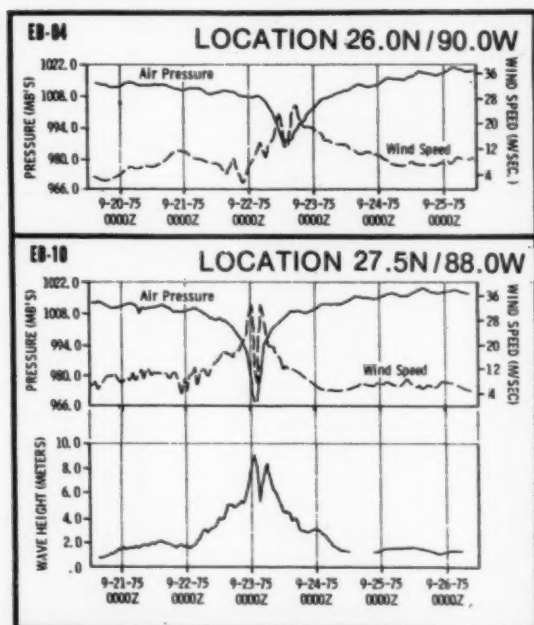 EB-04
LOCATION 26.0N/90.0W
1022.0
1008.0
994.0
980.0
966.0
PRESSURE (MB'S)
Air Pressure
Wind Speed
36
28
20
12
4
WIND SPEED (M/SEC.)
9-20-75 9-21-75 9-22-75 9-23-75 9-24-75 9-25-75
0000Z 0000Z 0000Z 0000Z 0000Z 0000Z
EB-10
LOCATION 27.5N/88.0W
1022.0
1008.0
994.0
980.0
966.0
PRESSURE (MB'S)
Air Pressure
Wind Speed
36
28
20
12
4
WIND SPEED (M/SEC)
10.0
8.0
6.0
4.0
2.0
.0
WAVE HEIGHT (METERS)
9-21-75 9-22-75 9-23-75 9-24-75 9-25-75 9-26-75
0000Z 0000Z 0000Z 0000Z 0000Z 0000Z